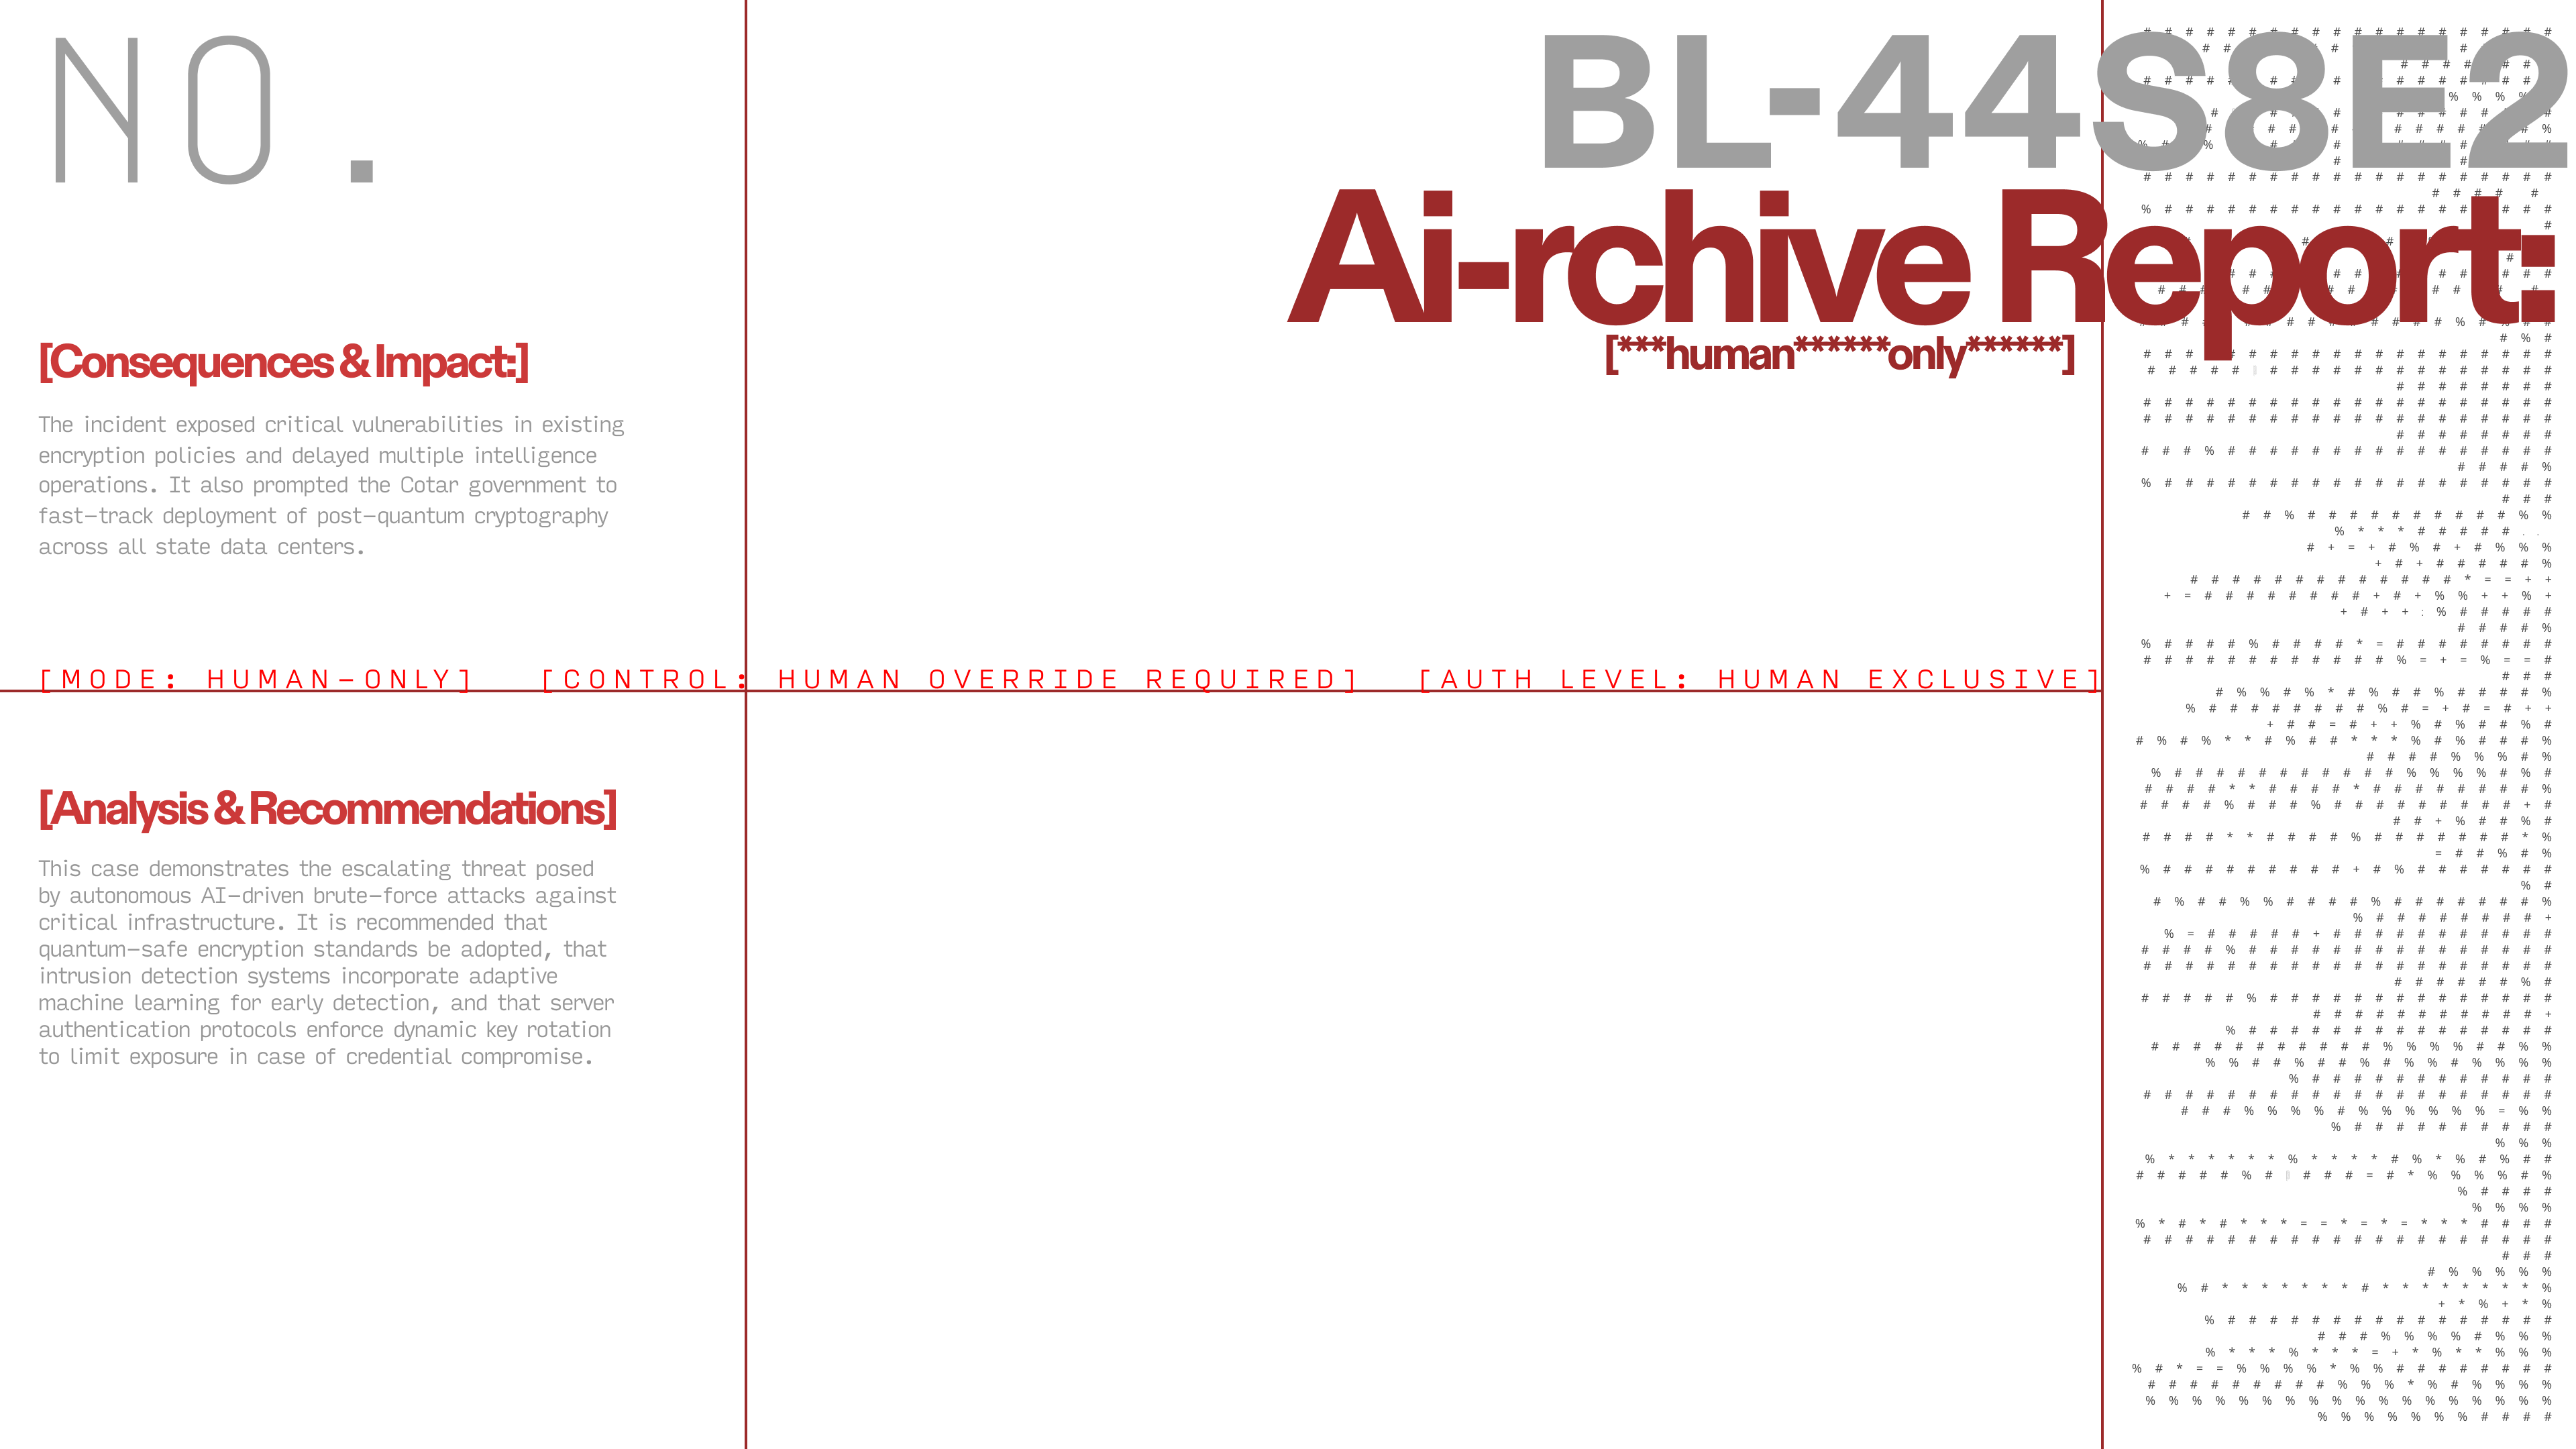 NO.
BL-44S8E2
Ai-rchive Report:
[***human******only******]
[Consequences & Impact:]
The incident exposed critical vulnerabilities in existing
encryption policies and delayed multiple intelligence
operations. It also prompted the Cotar government to
fast-track deployment of post-quantum cryptography
across all state data centers.
[MODE: HUMAN-ONLY] [CONTROL: HUMAN OVERRIDE REQUIRED] [AUTH LEVEL: HUMAN EXCLUSIVE]
[Analysis & Recommendations]
This case demonstrates the escalating threat posed
by autonomous AI-driven brute-force attacks against
critical infrastructure. It is recommended that
quantum-safe encryption standards be adopted, that
intrusion detection systems incorporate adaptive
machine learning for early detection, and that server
authentication protocols enforce dynamic key rotation
to limit exposure in case of credential compromise.